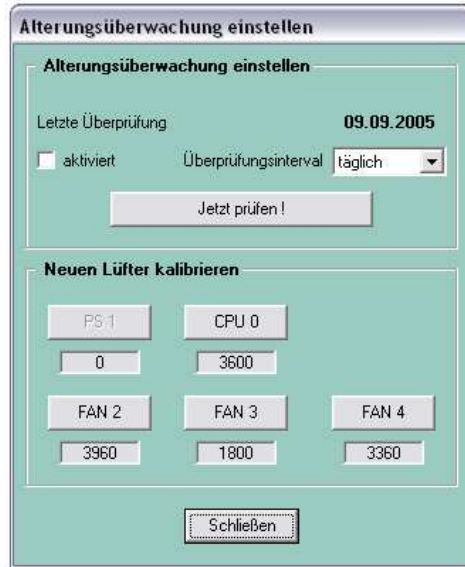 Alterungsüberwachung einstellen
Alterungsüberwachung einstellen
Letzte Überprüfung 09.09.2005
aktiviert Überprüfungsinterval täglich
Jetzt prüfen !
Neuen Lüfter kalibrieren
PS 1 CPU 0
0 3600
FAN 2 FAN 3 FAN 4
3960 1800 3360
Schließen